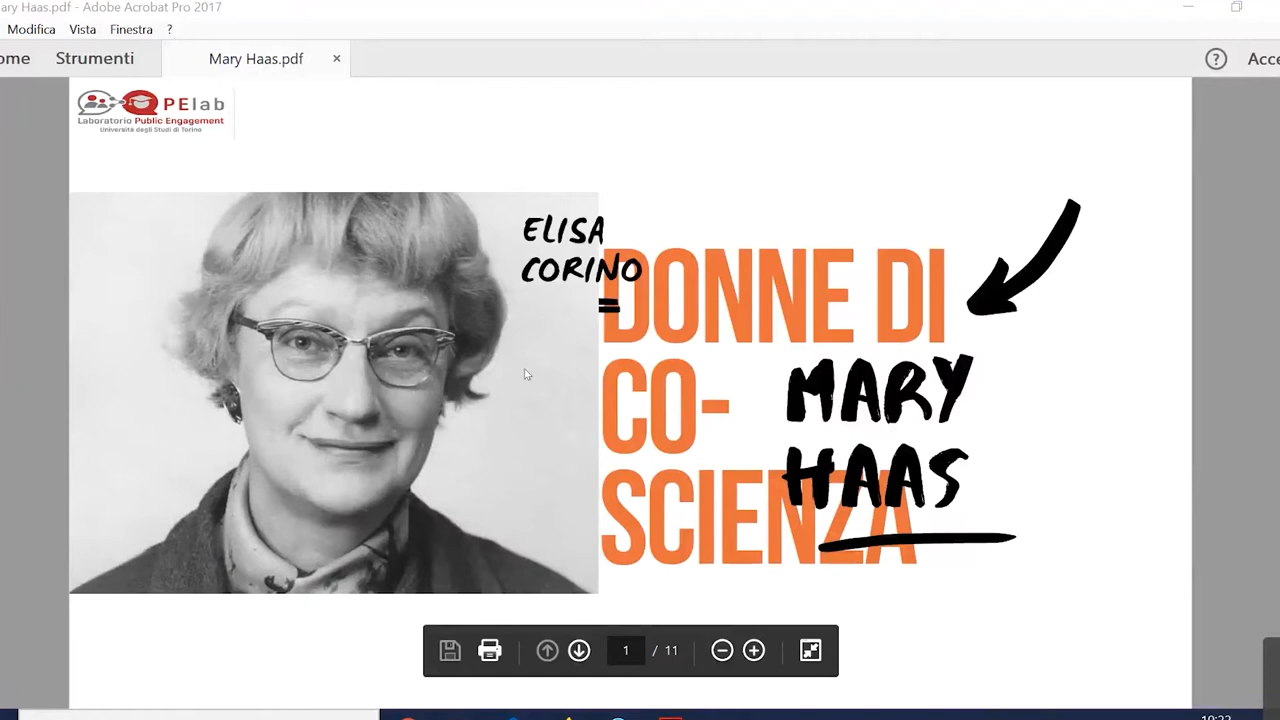 ary Haas.pdf - Adobe Acrobat Pro 2017
Modifica Vista Finestra ?
ome Strumenti Mary Haas.pdf × ? Acce
PElab
Laboratorio Public Engagement
Università degli Studi di Torino
ELISA
CORINO
=
DONNE DI
CO-
SCIENZA
MARY
HAAS
1 / 11